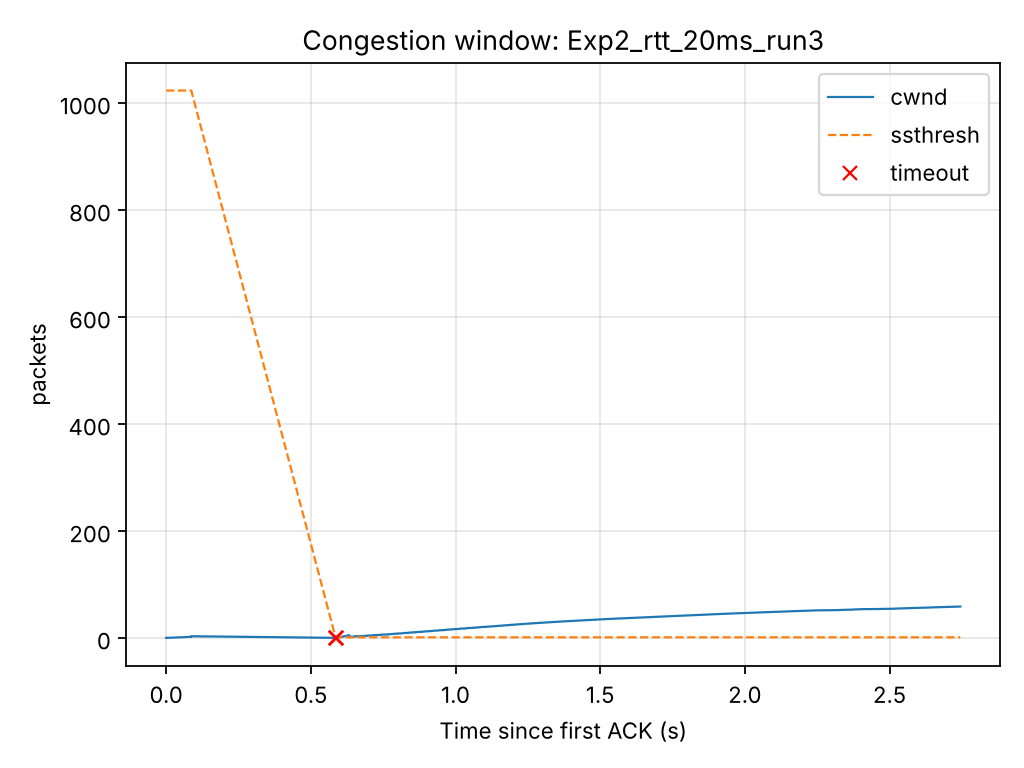 Congestion window: Exp2_rtt_20ms_run3
cwnd
ssthresh
timeout
1000
800
600
400
200
0
packets
0.0
0.5
1.0
1.5
2.0
2.5
Time since first ACK (s)